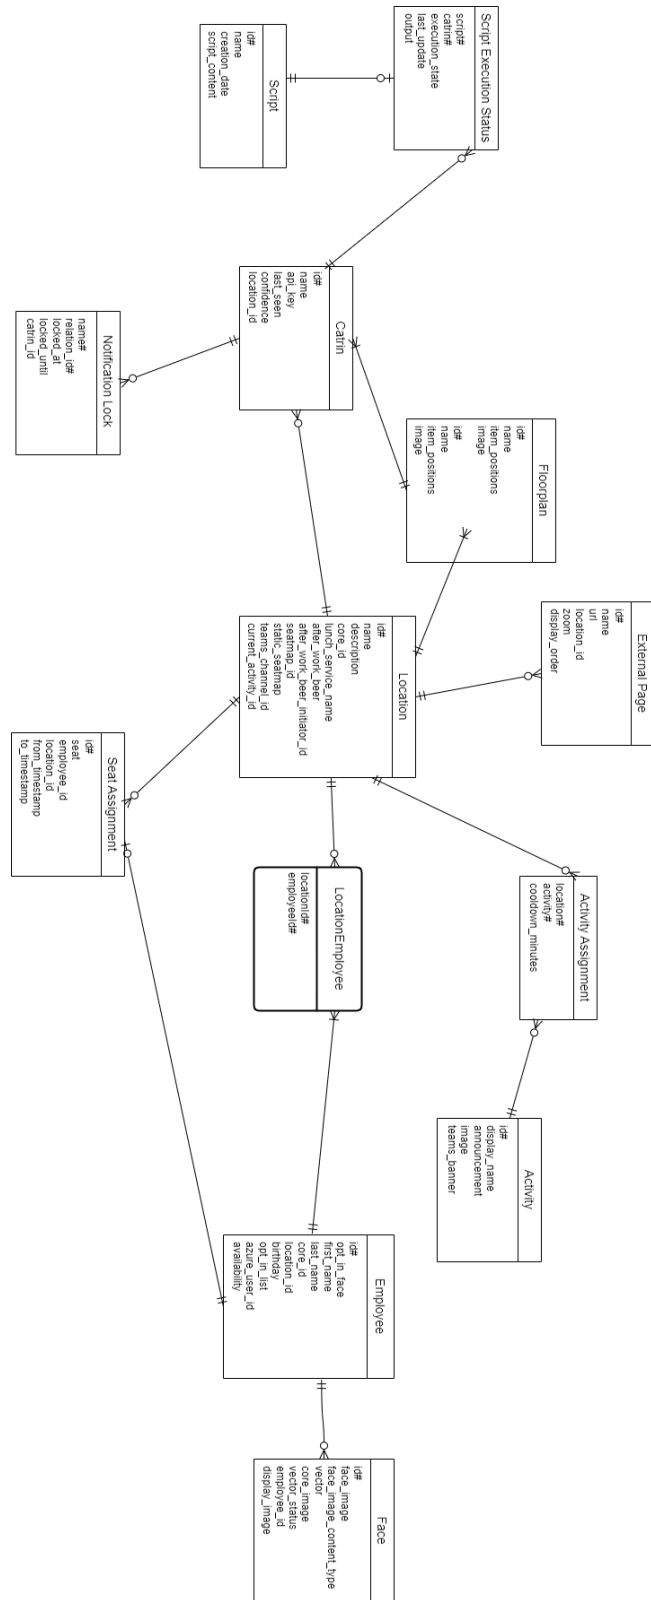 Script Execution Status
script#
catrin#
execution_state
last_update
output
Script
id#
name
creation_date
script_content
Catrin
id#
name
api_key
last_seen
confidence
location_id
Notification Lock
name#
relation_id#
locked_at
locked_until
catrin_id
Floorplan
id#
name
item_positions
image
id#
name
item_positions
image
External Page
id#
name
url
location_id
zoom
display_order
Location
id#
name
description
core_id
lunch_service_name
after_work_beer
after_work_beer_initiator_id
seatmap_id
static_seatmap
teams_channel_id
current_activity_id
Seat Assignment
id#
seat
employee_id
location_id
from_timestamp
to_timestamp
LocationEmployee
locationId#
employeeId#
Activity Assignment
location#
activity#
cooldown_minutes
Activity
id#
display_name
announcement
image
teams_banner
Employee
id#
opt_in_face
first_name
last_name
core_id
location_id
birthday
opt_in_list
azure_user_id
availability
Face
id#
face_image
face_image_content_type
vector
core_image
vector_status
employee_id
display_image